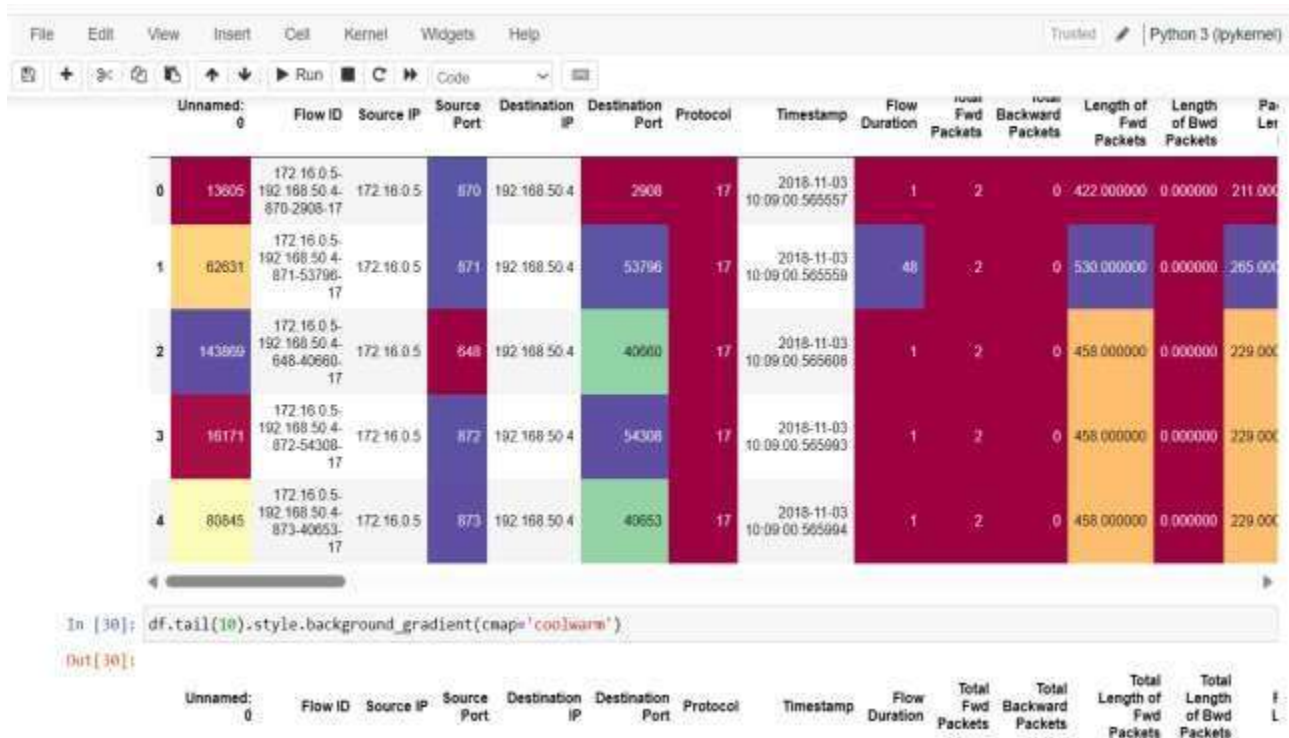 File Edit View Insert Cell Kernel Widgets Help Trusted Python 3 (ipykernel)
Run Code
Unnamed: 0 Flow ID Source IP Source Port Destination IP Destination Port Protocol Timestamp Flow Duration Total Fwd Packets Total Backward Packets Length of Fwd Packets Length of Bwd Packets
0 13605 172.16.0.5-192.168.50.4-870-2908-17 172.16.0.5 870 192.168.50.4 2908 17 2018-11-03 10:09:00.565557 1 2 0 422.000000 0.000000 211.000
1 62631 172.16.0.5-192.168.50.4-871-53796-17 172.16.0.5 871 192.168.50.4 53796 17 2018-11-03 10:09:00.565559 48 2 0 530.000000 0.000000 265.000
2 143869 172.16.0.5-192.168.50.4-648-40660-17 172.16.0.5 648 192.168.50.4 40660 17 2018-11-03 10:09:00.565608 1 2 0 458.000000 0.000000 229.000
3 16171 172.16.0.5-192.168.50.4-872-54308-17 172.16.0.5 872 192.168.50.4 54308 17 2018-11-03 10:09:00.565993 1 2 0 458.000000 0.000000 229.000
4 80845 172.16.0.5-192.168.50.4-873-40653-17 172.16.0.5 873 192.168.50.4 40653 17 2018-11-03 10:09:00.565994 1 2 0 458.000000 0.000000 229.000
In [30]: df.tail(10).style.background_gradient(cmap='coolwarm')
Out[30]:
Unnamed: 0 Flow ID Source IP Source Port Destination IP Destination Port Protocol Timestamp Flow Duration Total Fwd Packets Total Backward Packets Total Length of Fwd Packets Total Length of Bwd Packets